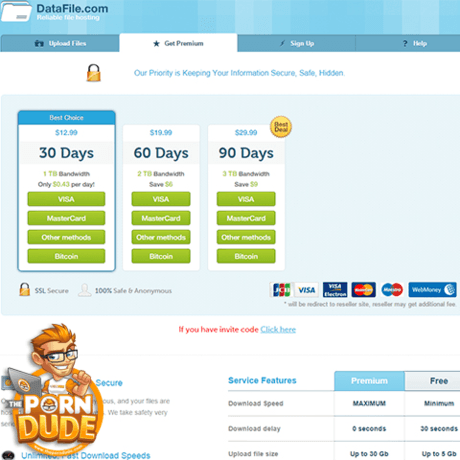 DataFile.com
Reliable file hosting
Upload Files
Get Premium
Sign Up
Help
Our Priority is Keeping Your Information Secure, Safe, Hidden.
Best Choice
$12.99
30 Days
1 TB Bandwidth
Only $0.43 per day!
VISA
MasterCard
Other methods
Bitcoin
$19.99
60 Days
2 TB Bandwidth
Save $6
VISA
MasterCard
Other methods
Bitcoin
Best
Deal
$29.99
90 Days
3 TB Bandwidth
Save $9
VISA
MasterCard
Other methods
Bitcoin
SSL Secure
100% Safe & Anonymous
JCB
VISA
VISA
Electron
MasterCard
Maestro
WebMoney
* will be redirect to reseller site, reseller may get additional fee.
If you have invite code Click here
Secure
and your files are
We take safety very
THE
PORN
DUDE
Unlimited, Fast Download Speeds
Service Features
Premium
Free
Download Speed
MAXIMUM
Minimum
Download delay
0 seconds
30 seconds
Upload file size
Up to 30 Gb
Up to 5 Gb